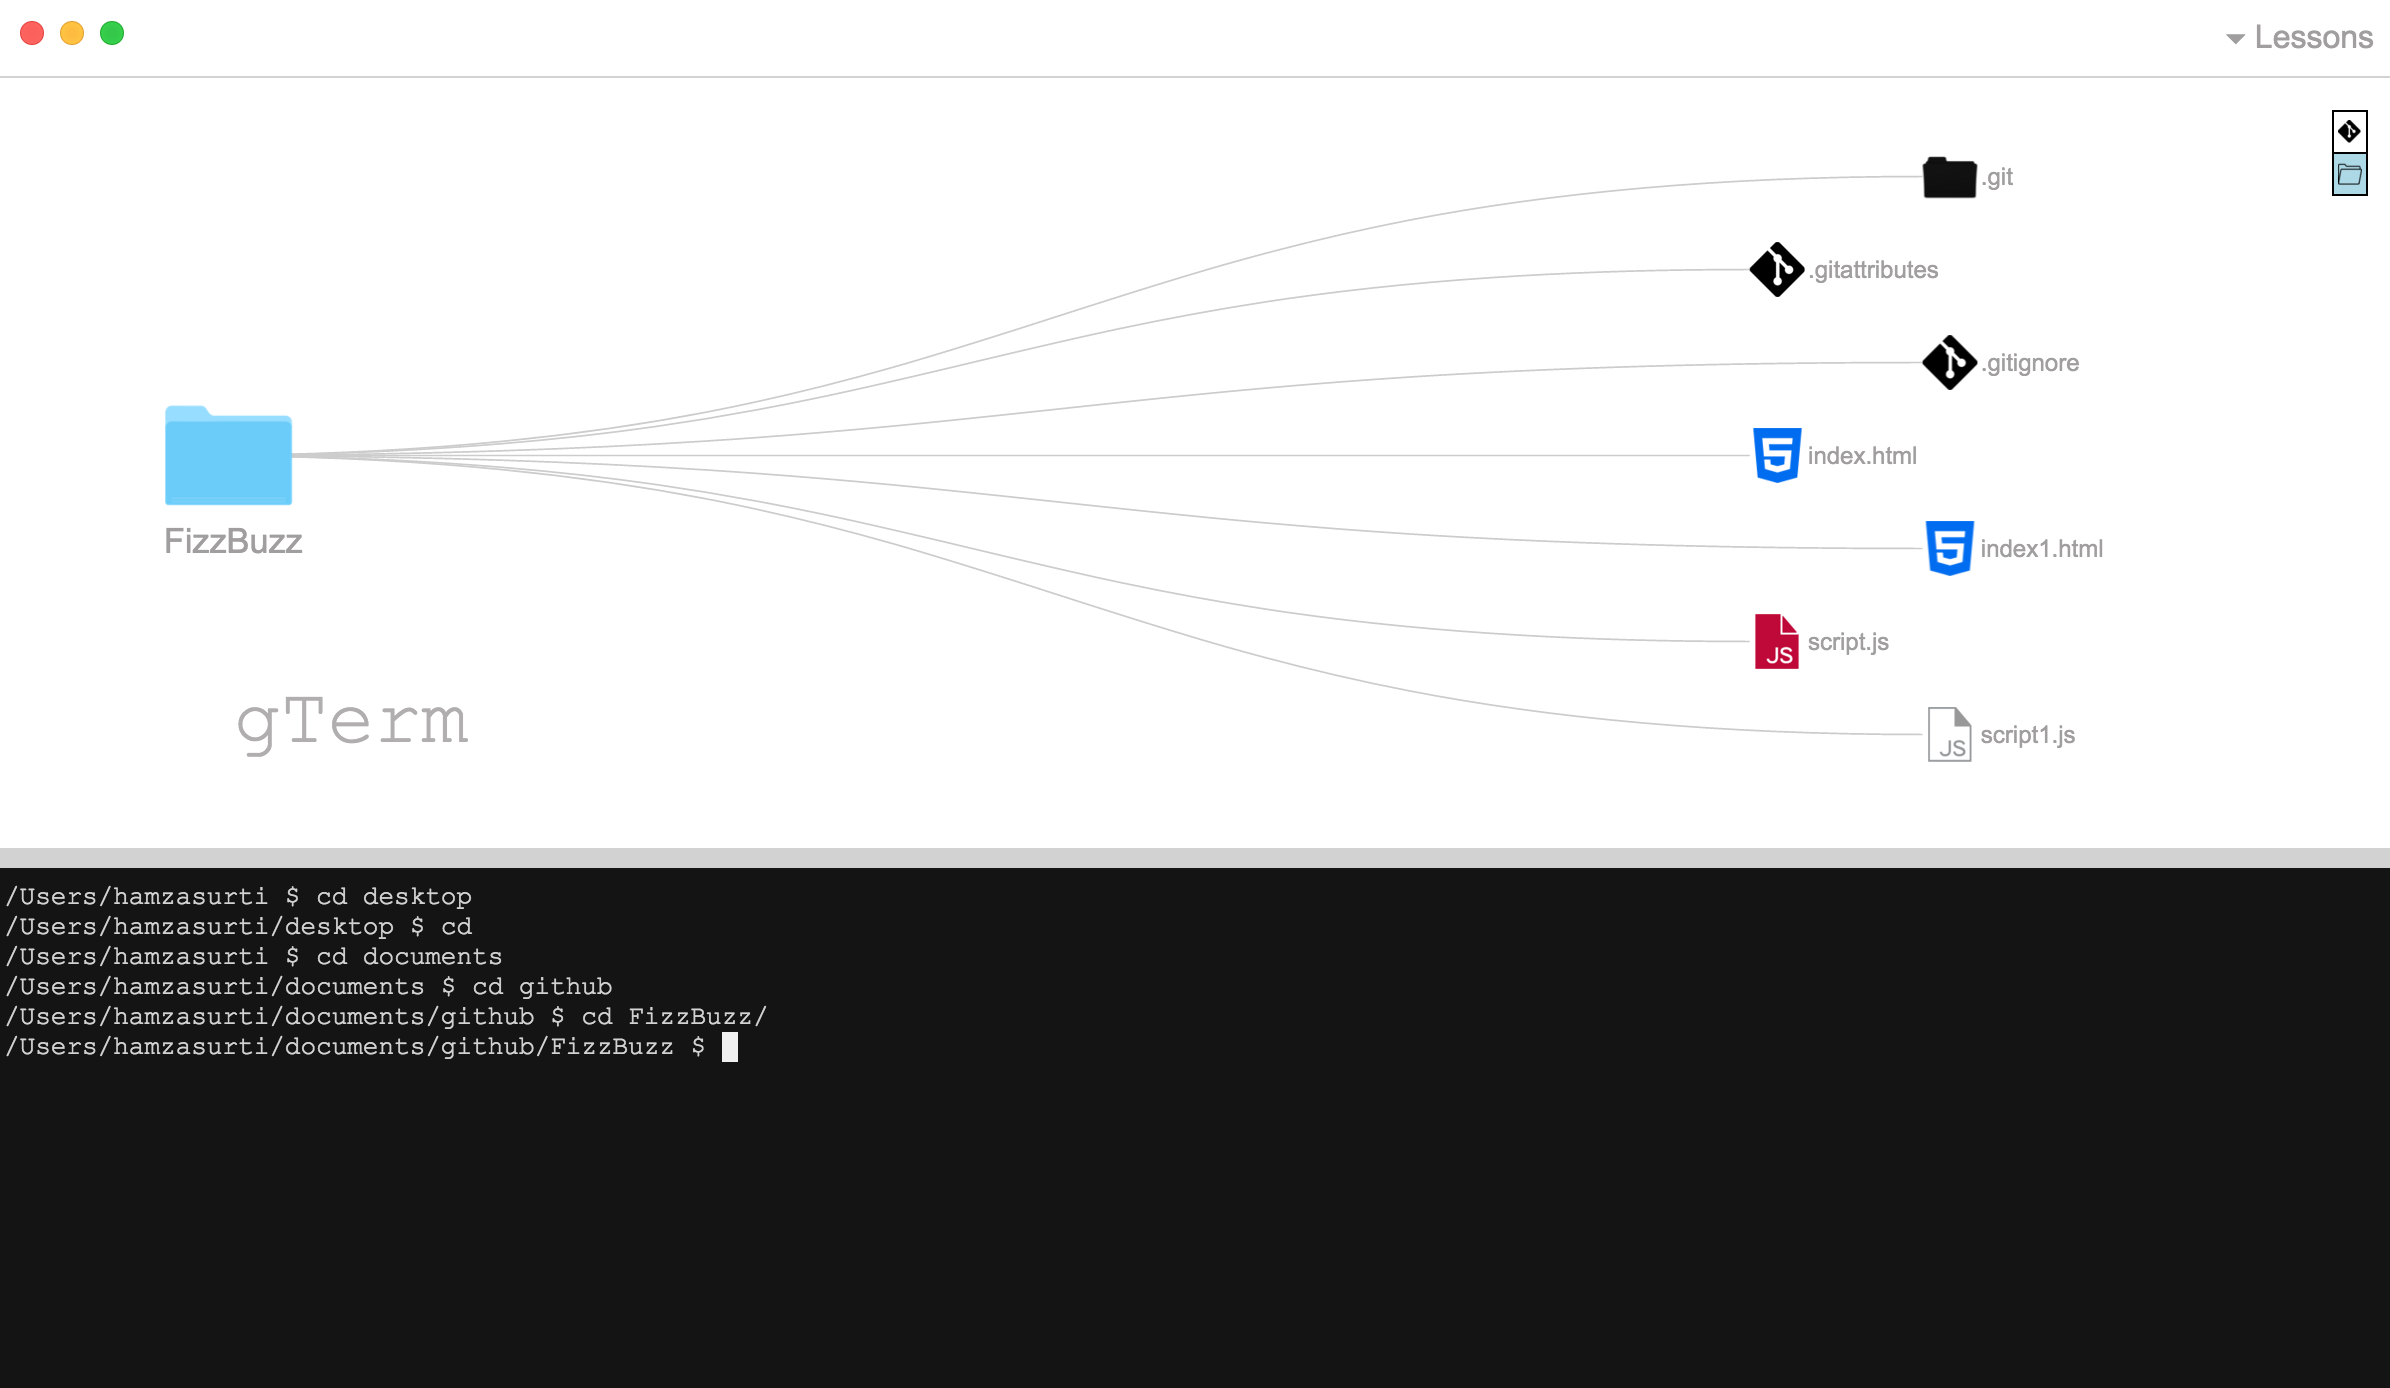 Lessons
.git
.gitattributes
.gitignore
index.html
FizzBuzz
index1.html
JS script.js
gTerm
JS script1.js
/Users/hamzasurti $ cd desktop
/Users/hamzasurti/desktop $ cd
/Users/hamzasurti $ cd documents
/Users/hamzasurti/documents $ cd github
/Users/hamzasurti/documents/github $ cd FizzBuzz/
/Users/hamzasurti/documents/github/FizzBuzz $